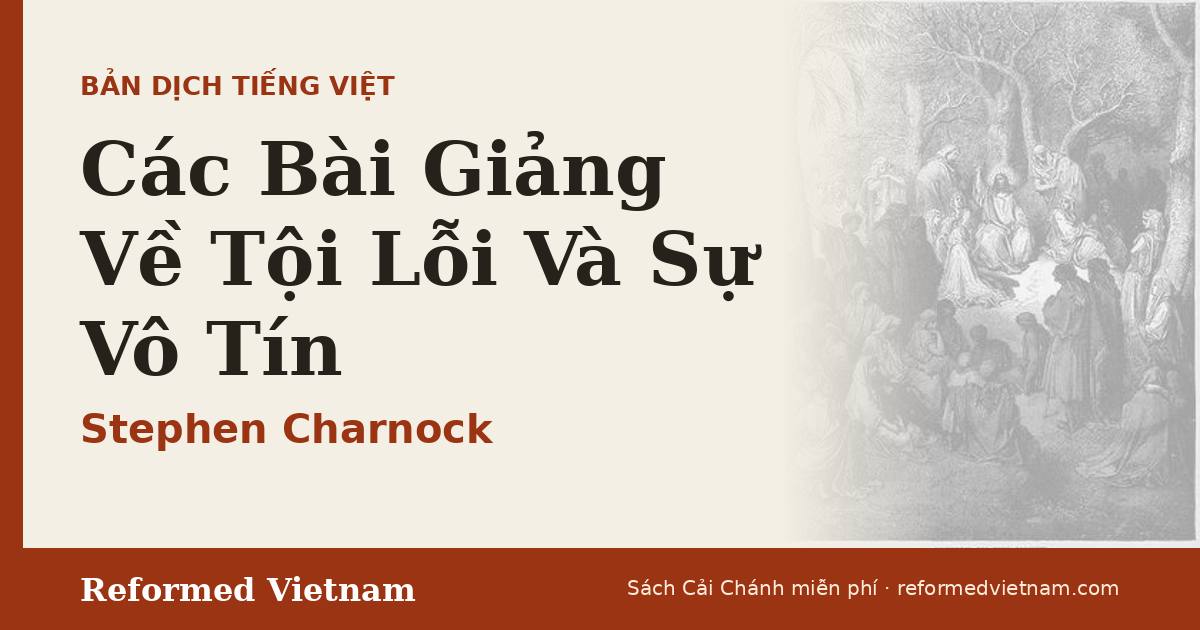 BẢN DỊCH TIẾNG VIỆT
Các Bài Giảng
Về Tội Lỗi Và Sự
Vô Tín
Stephen Charnock
Reformed Vietnam
Sách Cải Chánh miễn phí · reformedvietnam.com